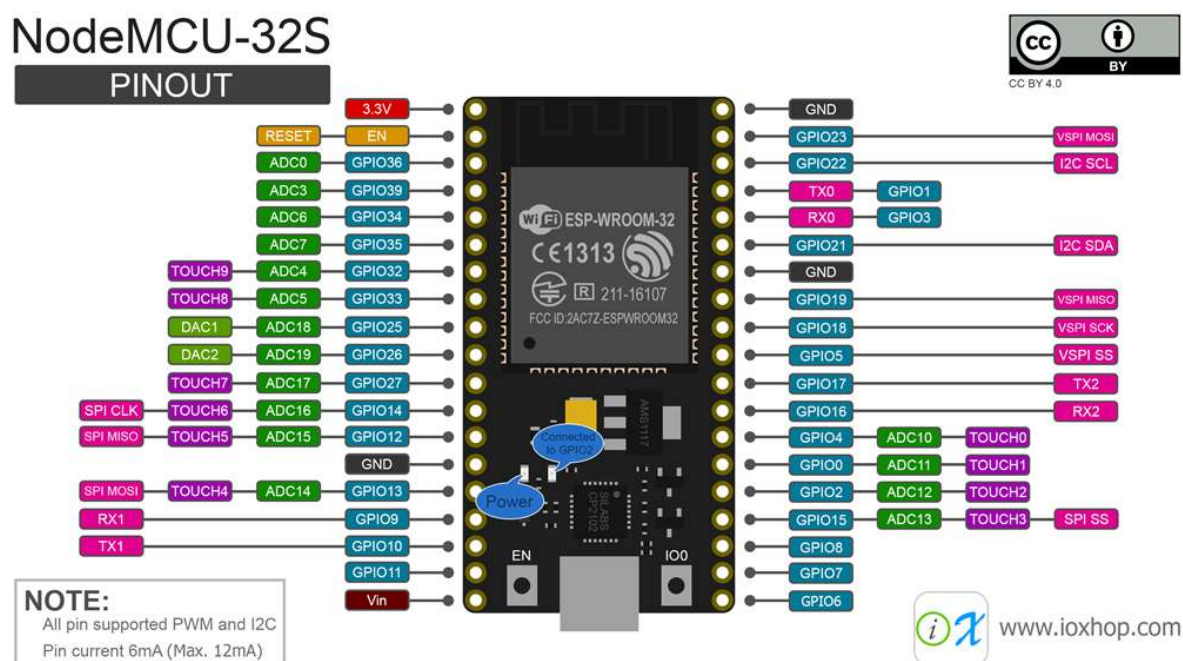 NodeMCU-32S
PINOUT
CC BY
CC BY 4.0
3.3V
RESET EN
ADC0 GPIO36
ADC3 GPIO39
ADC6 GPIO34
ADC7 GPIO35
TOUCH9 ADC4 GPIO32
TOUCH8 ADC5 GPIO33
DAC1 ADC18 GPIO25
DAC2 ADC19 GPIO26
TOUCH7 ADC17 GPIO27
SPI CLK TOUCH6 ADC16 GPIO14
SPI MISO TOUCH5 ADC15 GPIO12
GND
SPI MOSI TOUCH4 ADC14 GPIO13
RX1 GPIO9
TX1 GPIO10
GPIO11
Vin
WiFi ESP-WROOM-32
CE1313
R 211-16107
FCC ID:2AC7Z-ESPWROOM32
AMS1117
Connected
to GPIO2
Power
SILABS
CP2102
EN
IO0
GND
GPIO23 VSPI MOSI
GPIO22 I2C SCL
TX0 GPIO1
RX0 GPIO3
GPIO21 I2C SDA
GND
GPIO19 VSPI MISO
GPIO18 VSPI SCK
GPIO5 VSPI SS
GPIO17 TX2
GPIO16 RX2
GPIO4 ADC10 TOUCH0
GPIO0 ADC11 TOUCH1
GPIO2 ADC12 TOUCH2
GPIO15 ADC13 TOUCH3 SPI SS
GPIO8
GPIO7
GPIO6
NOTE:
All pin supported PWM and I2C
Pin current 6mA (Max. 12mA)
iX www.ioxhop.com